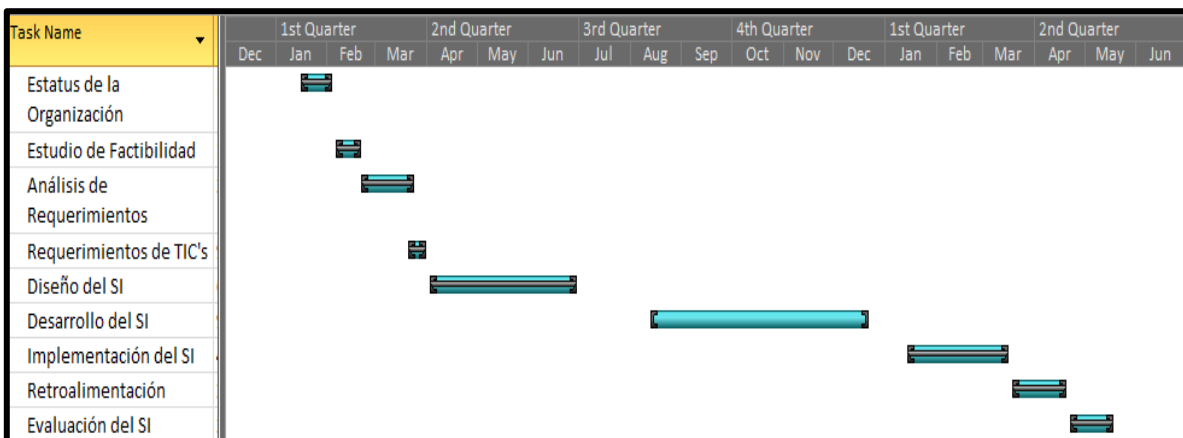 Task Name
1st Quarter 2nd Quarter 3rd Quarter 4th Quarter 1st Quarter 2nd Quarter
Dec Jan Feb Mar Apr May Jun Jul Aug Sep Oct Nov Dec Jan Feb Mar Apr May Jun
Estatus de la
Organización
Estudio de Factibilidad
Análisis de
Requerimientos
Requerimientos de TIC's
Diseño del SI
Desarrollo del SI
Implementación del SI
Retroalimentación
Evaluación del SI